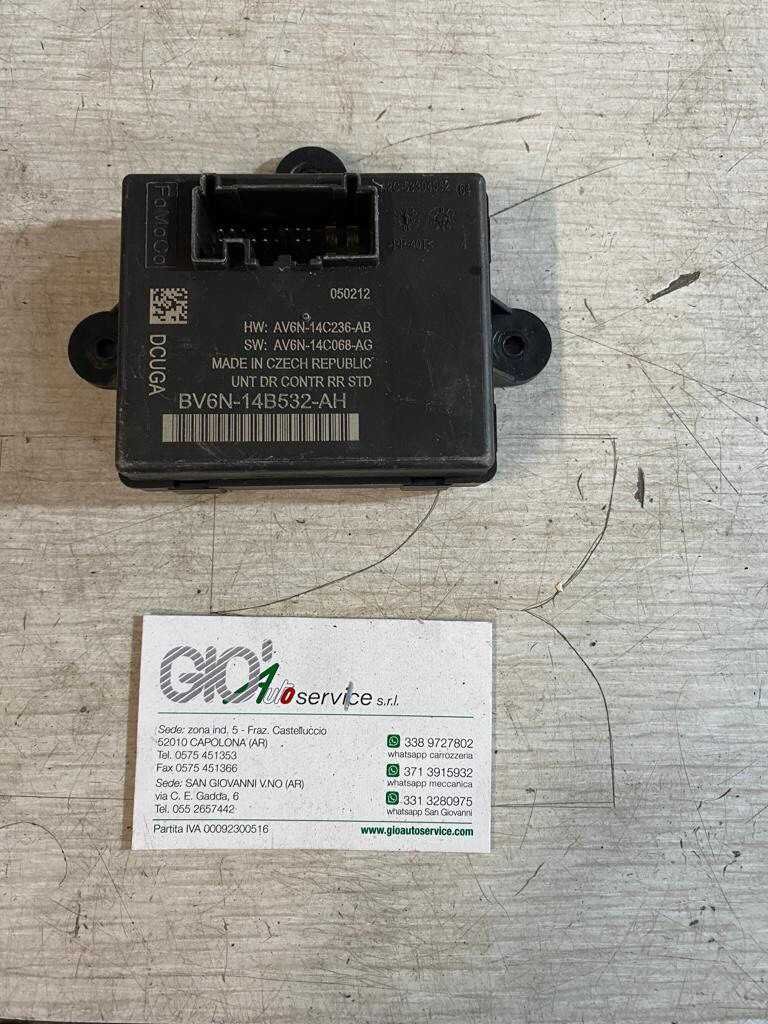 FoMoCo
050212
HW: AV6N-14C236-AB
SW: AV6N-14C068-AG
MADE IN CZECH REPUBLIC
UNT DR CONTR RR STD
DCUGA
BV6N-14B532-AH
GIO' Autoservice s.r.l.
Sede: zona ind. 5 - Fraz. Castelluccio
52010 CAPOLONA (AR)
Tel. 0575 451353
Fax 0575 451366
Sede: SAN GIOVANNI V.NO (AR)
via C. E. Gadda, 6
Tel. 055 2657442
Partita IVA 00092300516
338 9727802
whatsapp carrozzeria
371 3915932
whatsapp meccanica
331 3280975
whatsapp San Giovanni
www.gioautoservice.com